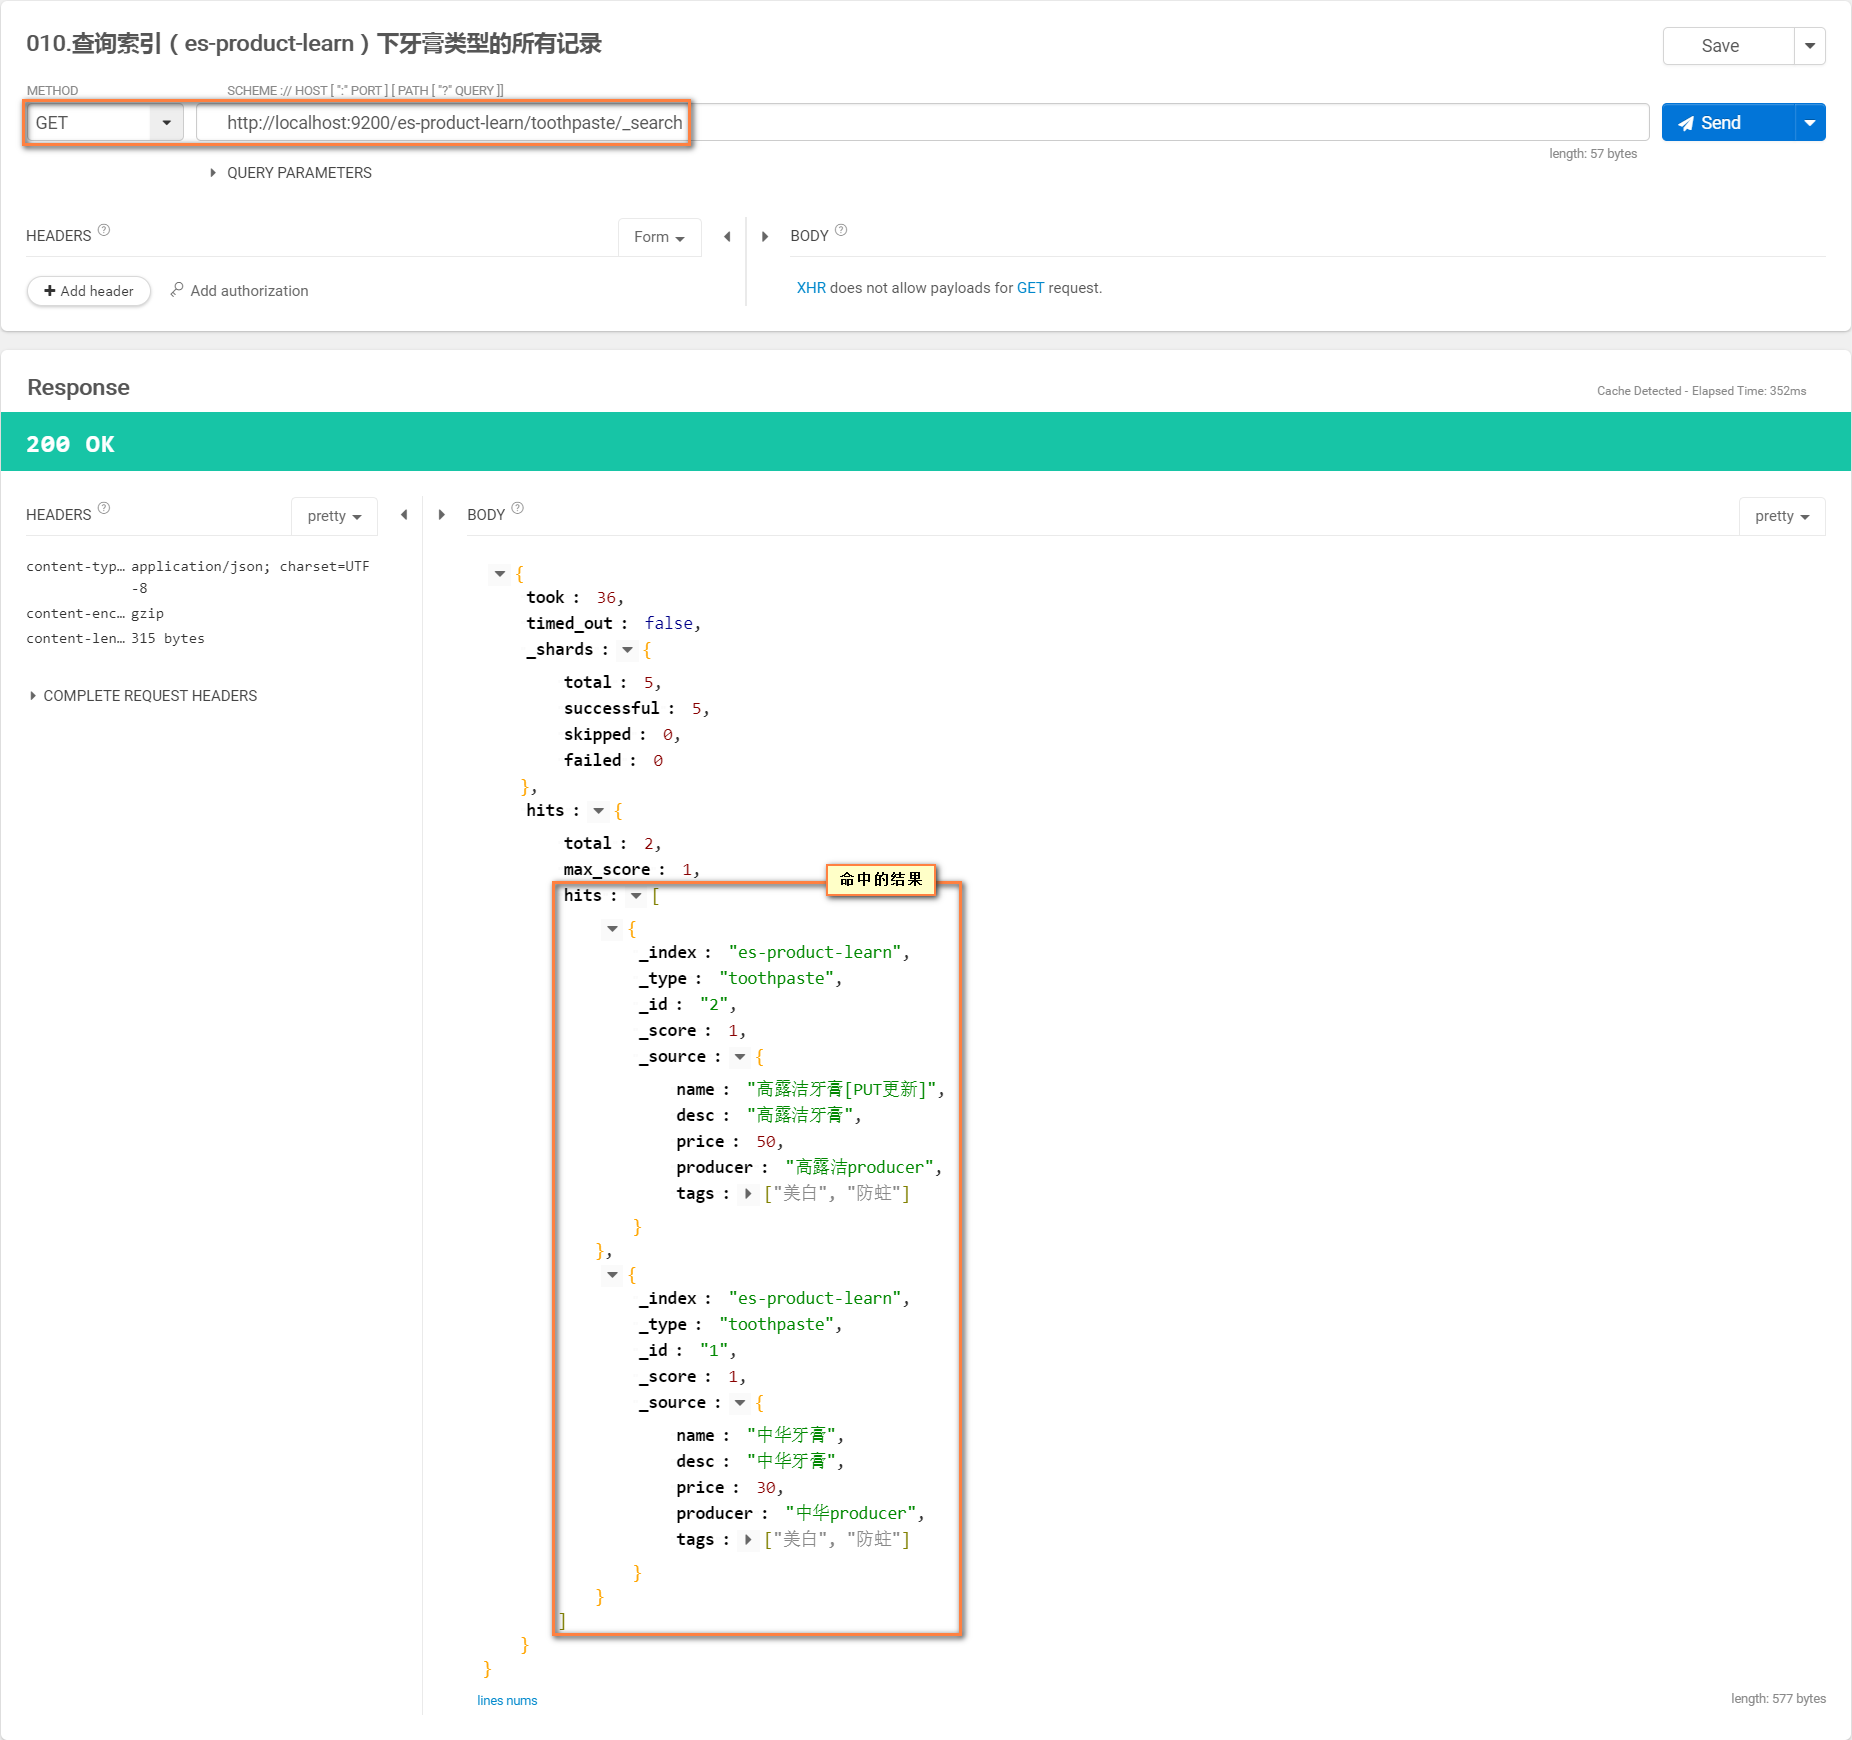 010.查询索引（es-product-learn）下牙膏类型的所有记录
Save
METHOD
SCHEME :// HOST [ ":" PORT ] [ PATH [ "?" QUERY ]]
GET
http://localhost:9200/es-product-learn/toothpaste/_search
Send
length: 57 bytes
QUERY PARAMETERS
HEADERS ?
Form
BODY ?
Add header
Add authorization
XHR does not allow payloads for GET request.
Response
Cache Detected - Elapsed Time: 352ms
200 OK
HEADERS ?
pretty
BODY ?
pretty
content-typ… application/json; charset=UTF
-8
content-enc… gzip
content-len… 315 bytes
COMPLETE REQUEST HEADERS
{
took : 36,
timed_out : false,
_shards : {
total : 5,
successful : 5,
skipped : 0,
failed : 0
},
hits : {
total : 2,
max_score : 1,
命中的结果
hits : [
{
_index : "es-product-learn",
_type : "toothpaste",
_id : "2",
_score : 1,
_source : {
name : "高露洁牙膏[PUT更新]",
desc : "高露洁牙膏",
price : 50,
producer : "高露洁producer",
tags : ["美白", "防蛀"]
}
},
{
_index : "es-product-learn",
_type : "toothpaste",
_id : "1",
_score : 1,
_source : {
name : "中华牙膏",
desc : "中华牙膏",
price : 30,
producer : "中华producer",
tags : ["美白", "防蛀"]
}
}
]
}
}
lines nums
length: 577 bytes